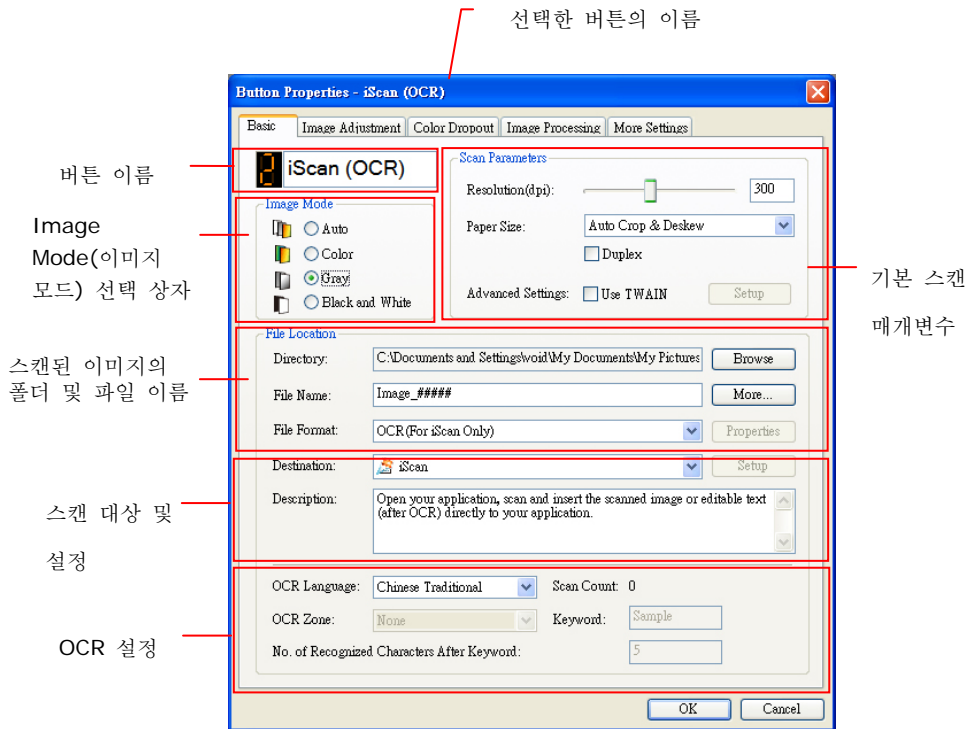 선택한 버튼의 이름
Button Properties - iScan (OCR)
Basic Image Adjustment Color Dropout Image Processing More Settings
버튼 이름
2 iScan (OCR)
Image
Mode(이미지
모드) 선택 상자
Image Mode
Auto
Color
Gray
Black and White
Scan Parameters
Resolution(dpi): 300
Paper Size: Auto Crop & Deskew
Duplex
Advanced Settings: Use TWAIN Setup
기본 스캔
매개변수
스캔된 이미지의
폴더 및 파일 이름
File Location
Directory: C:\Documents and Settings\void\My Documents\My Pictures Browse
File Name: Image_##### More...
File Format: OCR(For iScan Only) Properties
스캔 대상 및
설정
Destination: iScan Setup
Description: Open your application, scan and insert the scanned image or editable text
(after OCR) directly to your application.
OCR 설정
OCR Language: Chinese Traditional Scan Count: 0
OCR Zone: None Keyword: Sample
No. of Recognized Characters After Keyword: 5
OK Cancel